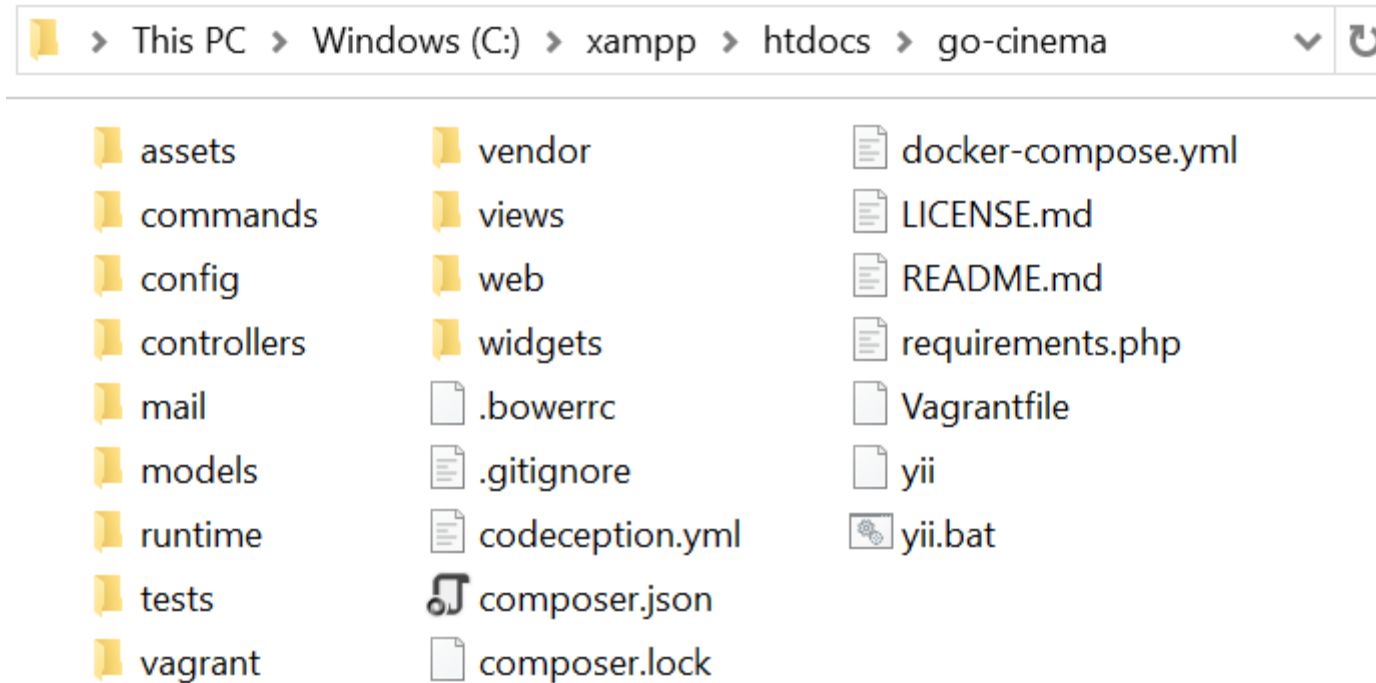 This PC > Windows (C:) > xampp > htdocs > go-cinema
assets
commands
config
controllers
mail
models
runtime
tests
vagrant
vendor
views
web
widgets
.bowerrc
.gitignore
codeception.yml
composer.json
composer.lock
docker-compose.yml
LICENSE.md
README.md
requirements.php
Vagrantfile
yii
yii.bat